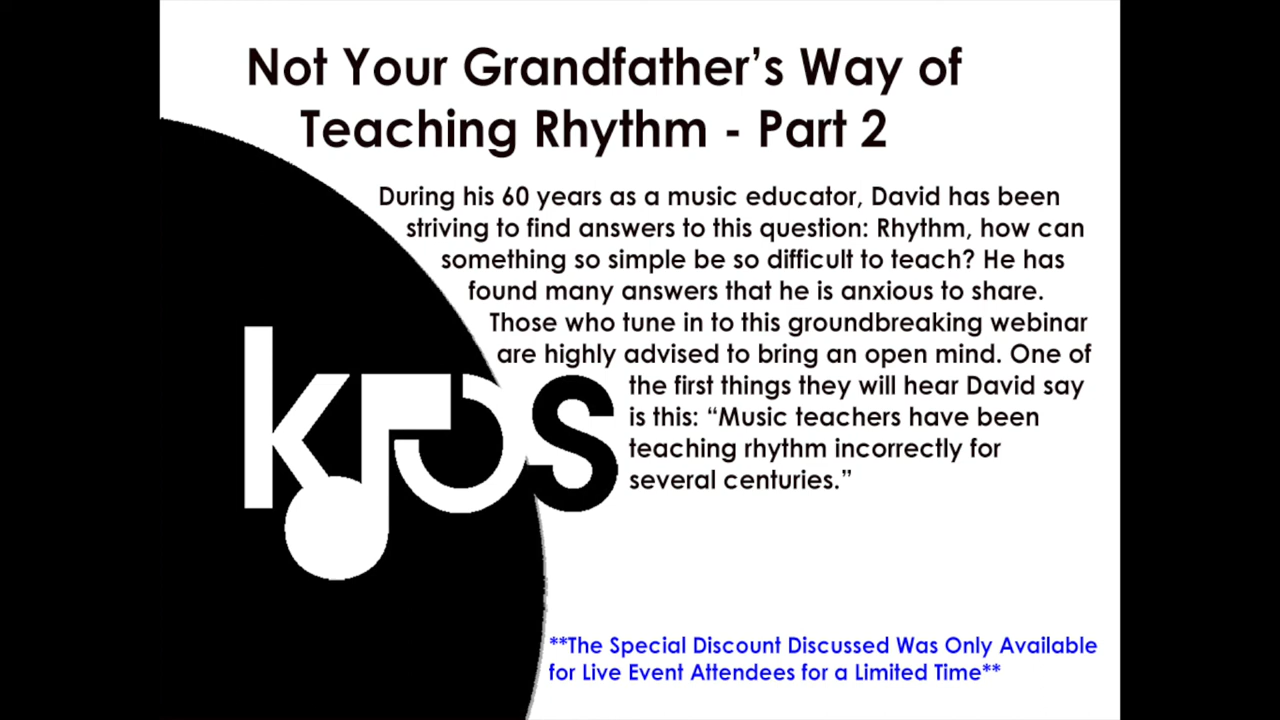 Not Your Grandfather’s Way of
Teaching Rhythm - Part 2
During his 60 years as a music educator, David has been
striving to find answers to this question: Rhythm, how can
something so simple be so difficult to teach? He has
found many answers that he is anxious to share.
Those who tune in to this groundbreaking webinar
are highly advised to bring an open mind. One of
the first things they will hear David say
is this: “Music teachers have been
teaching rhythm incorrectly for
several centuries.”
kjos
**The Special Discount Discussed Was Only Available
for Live Event Attendees for a Limited Time**